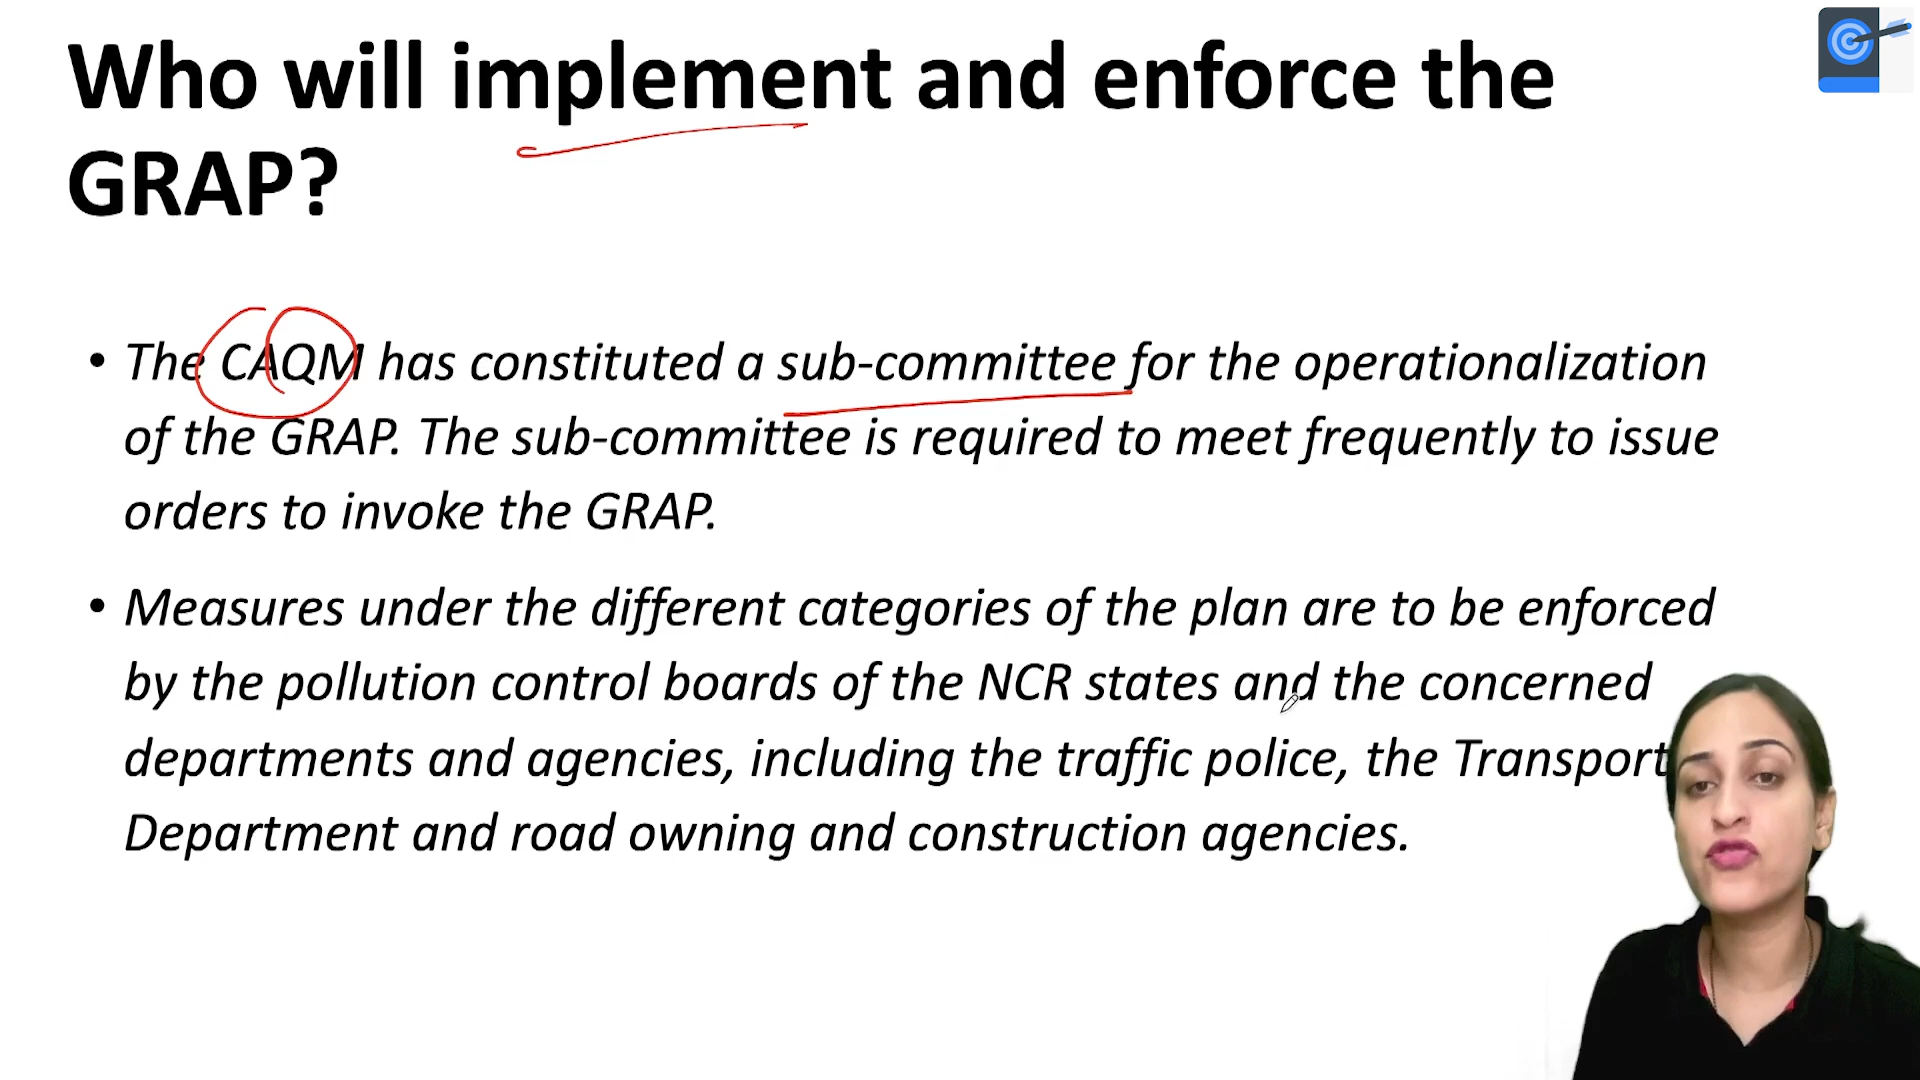 Who will implement and enforce the
GRAP?
• The CAQM has constituted a sub-committee for the operationalization
of the GRAP. The sub-committee is required to meet frequently to issue
orders to invoke the GRAP.
• Measures under the different categories of the plan are to be enforced
by the pollution control boards of the NCR states and the concerned
departments and agencies, including the traffic police, the Transport
Department and road owning and construction agencies.